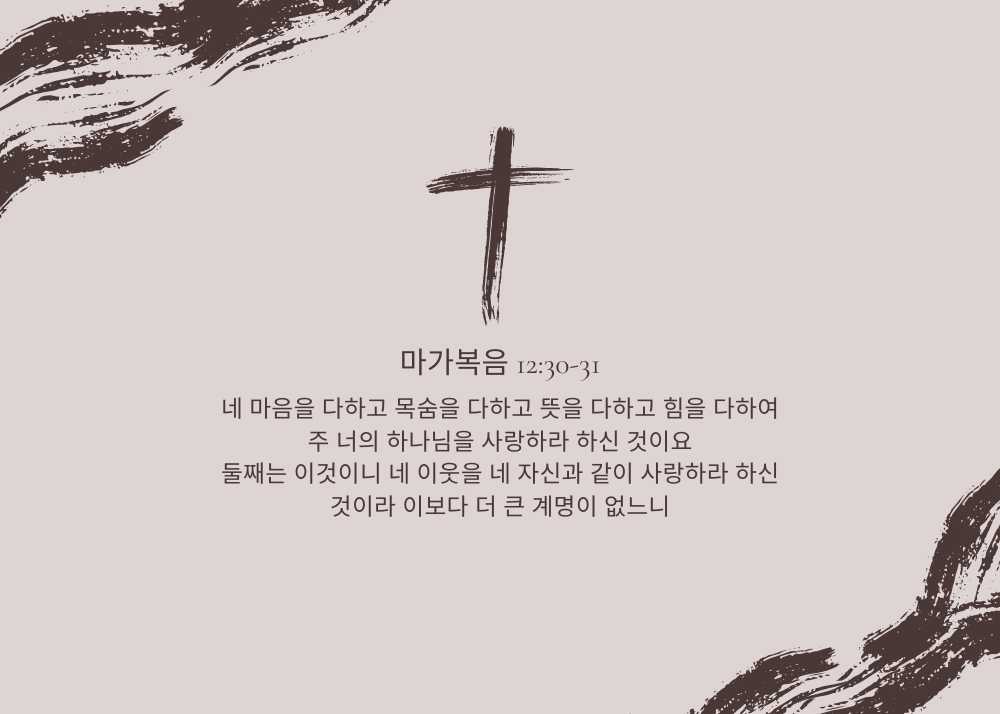 마가복음 12:30-31
네 마음을 다하고 목숨을 다하고 뜻을 다하고 힘을 다하여
주 너의 하나님을 사랑하라 하신 것이요
둘째는 이것이니 네 이웃을 네 자신과 같이 사랑하라 하신
것이라 이보다 더 큰 계명이 없느니